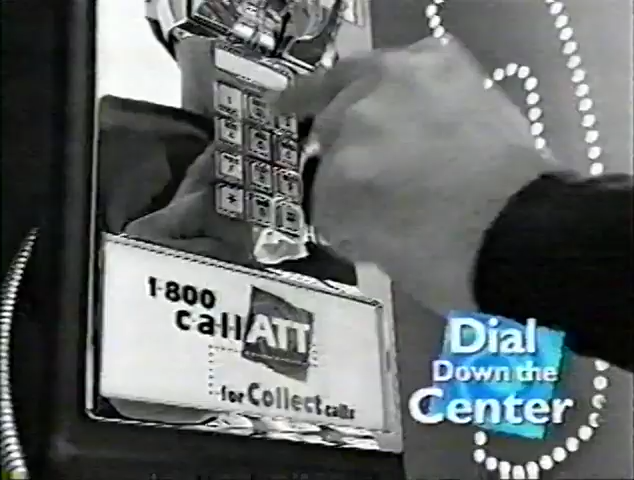 1-800
call ATT
for Collect calls
Dial
Down the
Center